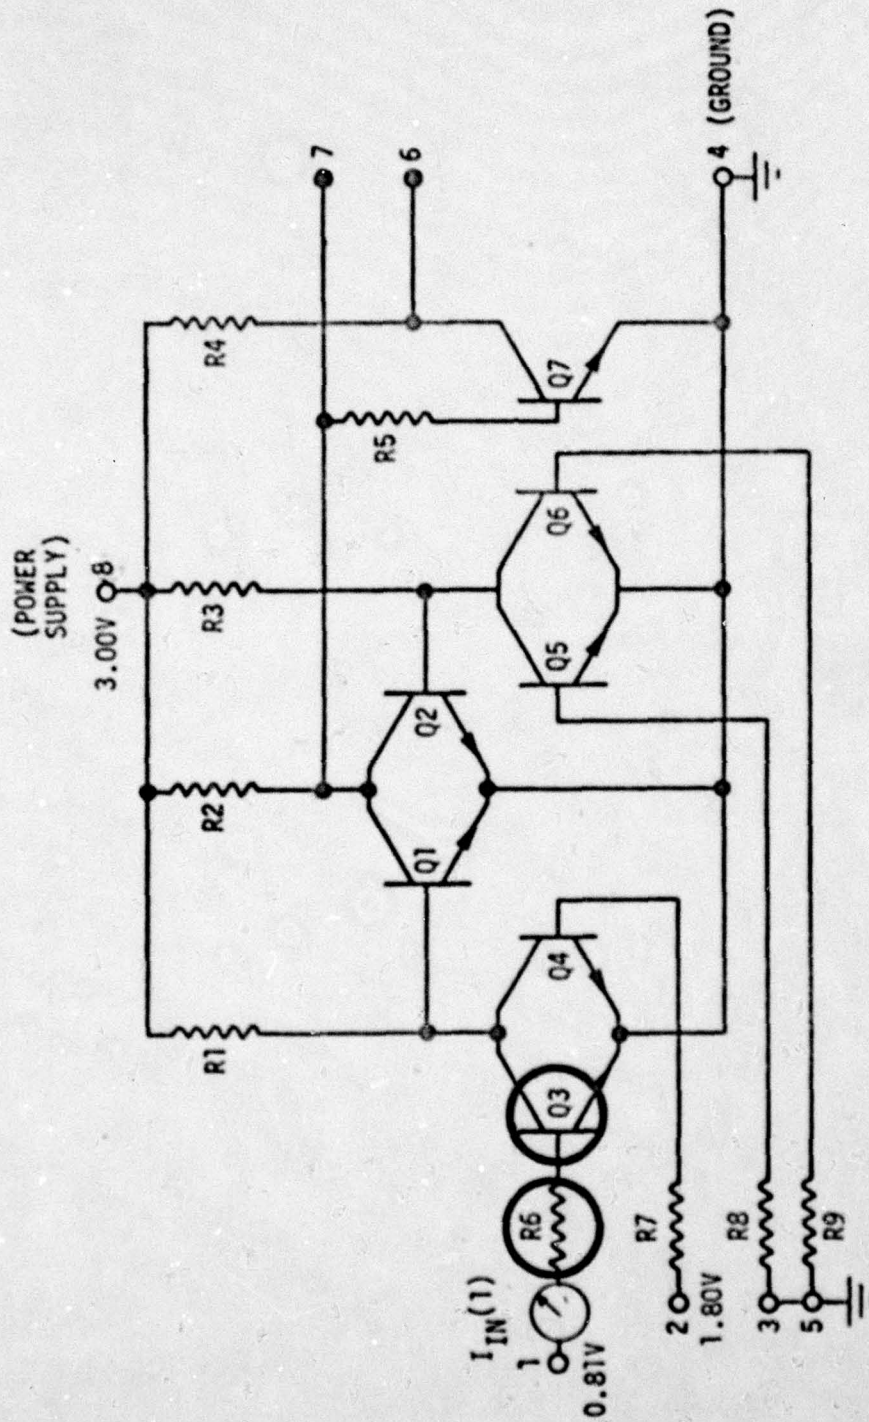 (POWER
SUPPLY)
3.00V 8
R1
R2
R3
R4
7
6
R5
Q1
Q2
Q3
Q4
Q5
Q6
Q7
4 (GROUND)
I_IN(1)
1
0.81V
R6
R7
2
1.80V
R8
3
5
R9